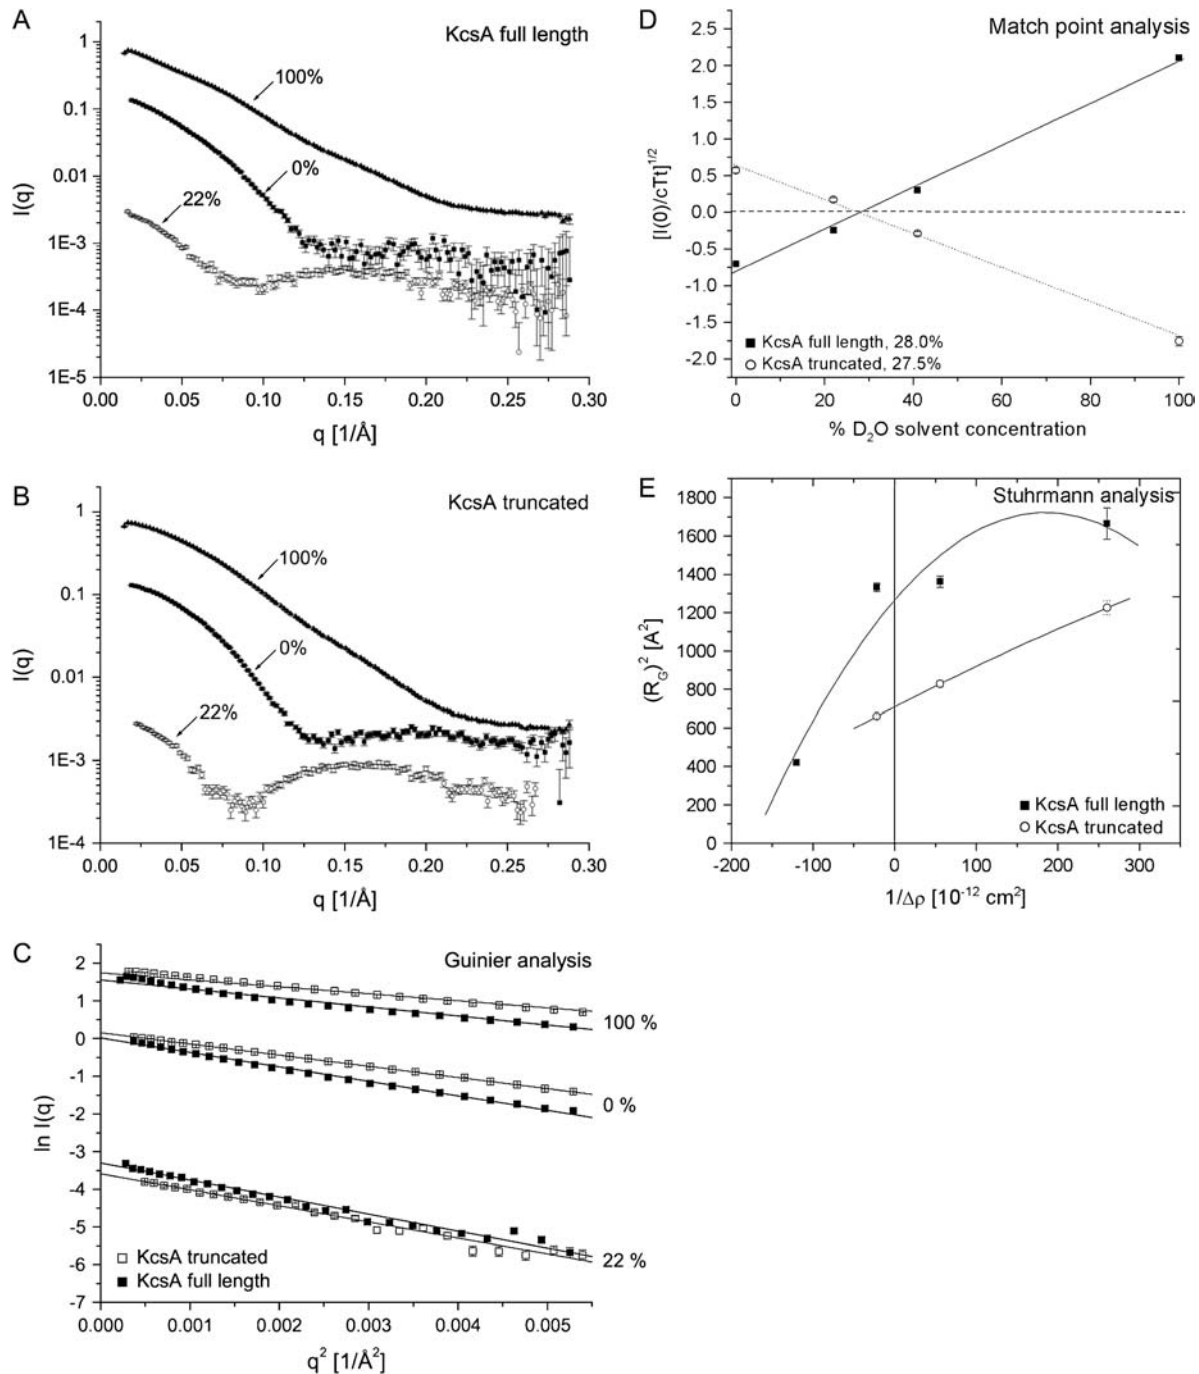 A
KcsA full length
1
0.1
0.01
1E-3
1E-4
1E-5
I(q)
100%
0%
22%
0.00 0.05 0.10 0.15 0.20 0.25 0.30
q [1/Å]
B
KcsA truncated
1
0.1
0.01
1E-3
1E-4
I(q)
100%
0%
22%
0.00 0.05 0.10 0.15 0.20 0.25 0.30
q [1/Å]
C
Guinier analysis
2
1
0
-1
-2
-3
-4
-5
-6
-7
ln I(q)
100 %
0 %
22 %
KcsA truncated
KcsA full length
0.000 0.001 0.002 0.003 0.004 0.005
q² [1/Å²]
D
Match point analysis
2.0
1.5
1.0
0.5
0.0
-0.5
-1.0
-1.5
-2.0
[I(0)/cTt]^1/2
KcsA full length, 28.0%
KcsA truncated, 27.5%
0 20 40 60 80 100
% D₂O solvent concentration
E
Stuhrmann analysis
1800
1600
1400
1200
1000
800
600
400
200
0
(R_G)² [A²]
KcsA full length
KcsA truncated
-200 -100 0 100 200 300
1/Δρ [10⁻¹² cm²]